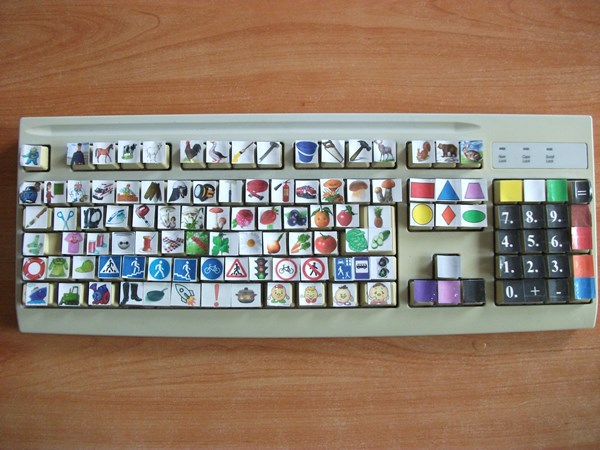 =
7. 8. 9.
4. 5. 6.
1. 2. 3.
! 0. + -